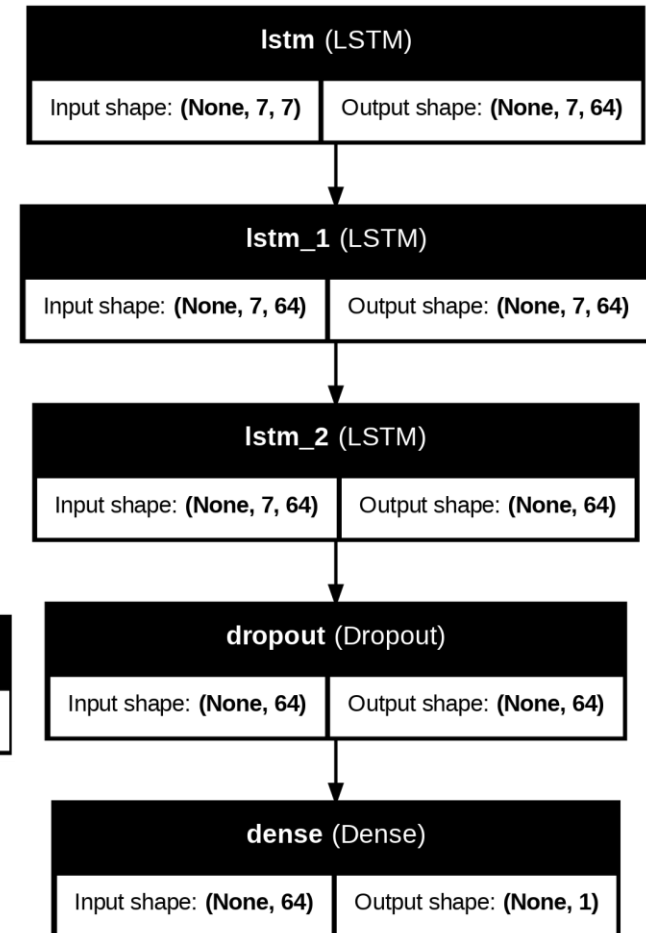 lstm (LSTM)
Input shape: (None, 7, 7) Output shape: (None, 7, 64)
lstm_1 (LSTM)
Input shape: (None, 7, 64) Output shape: (None, 7, 64)
lstm_2 (LSTM)
Input shape: (None, 7, 64) Output shape: (None, 64)
dropout (Dropout)
Input shape: (None, 64) Output shape: (None, 64)
dense (Dense)
Input shape: (None, 64) Output shape: (None, 1)